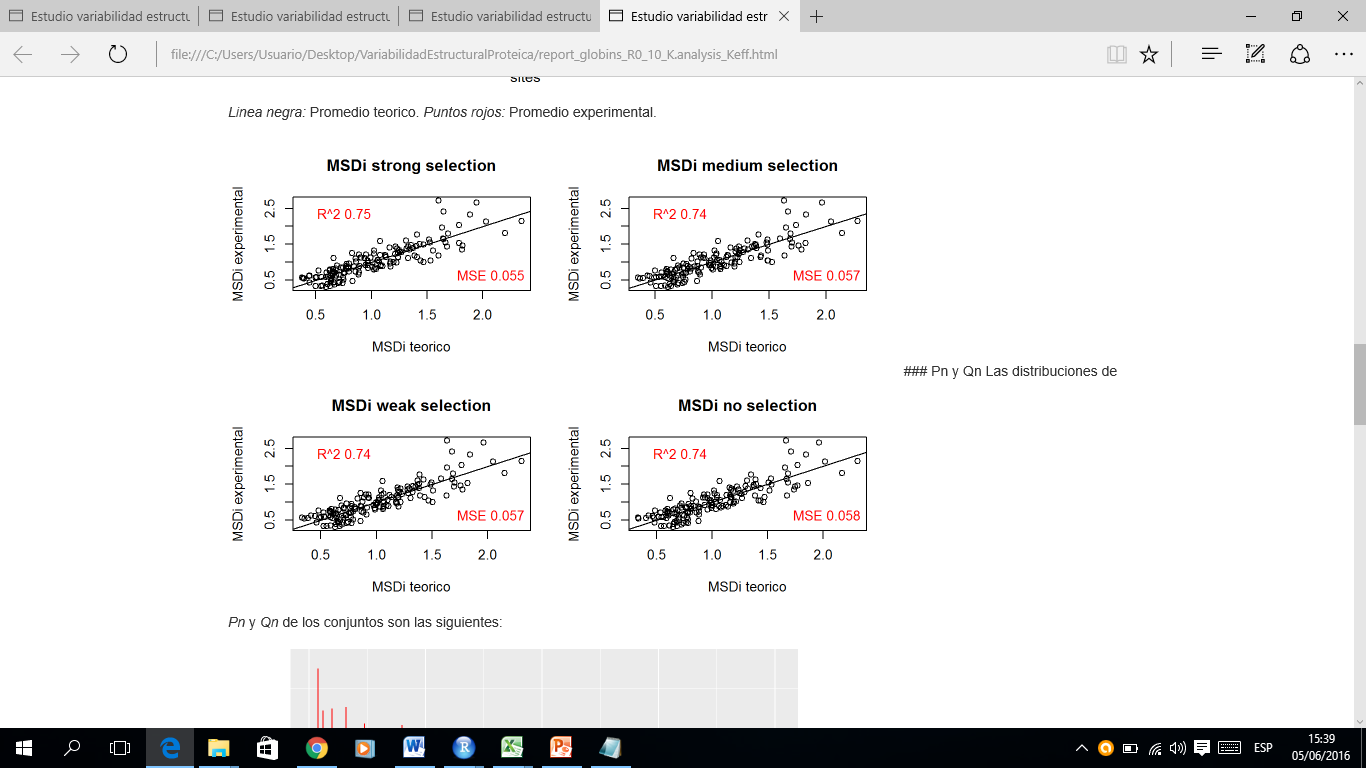 Estudio variabilidad estructu
Estudio variabilidad estructu
Estudio variabilidad estructu
Estudio variabilidad estr
file:///C:/Users/Usuario/Desktop/VariabilidadEstructuralProteica/report_globins_R0_10_K.analysis_Keff.html
sites
Linea negra: Promedio teorico. Puntos rojos: Promedio experimental.
MSDi strong selection
R^2 0.75
MSE 0.055
MSDi experimental
0.5 1.5 2.5
0.5 1.0 1.5 2.0
MSDi teorico
MSDi medium selection
R^2 0.74
MSE 0.057
MSDi experimental
0.5 1.5 2.5
0.5 1.0 1.5 2.0
MSDi teorico
### Pn y Qn Las distribuciones de
MSDi weak selection
R^2 0.74
MSE 0.057
MSDi experimental
0.5 1.5 2.5
0.5 1.0 1.5 2.0
MSDi teorico
MSDi no selection
R^2 0.74
MSE 0.058
MSDi experimental
0.5 1.5 2.5
0.5 1.0 1.5 2.0
MSDi teorico
Pn y Qn de los conjuntos son las siguientes:
ESP
15:39
05/06/2016